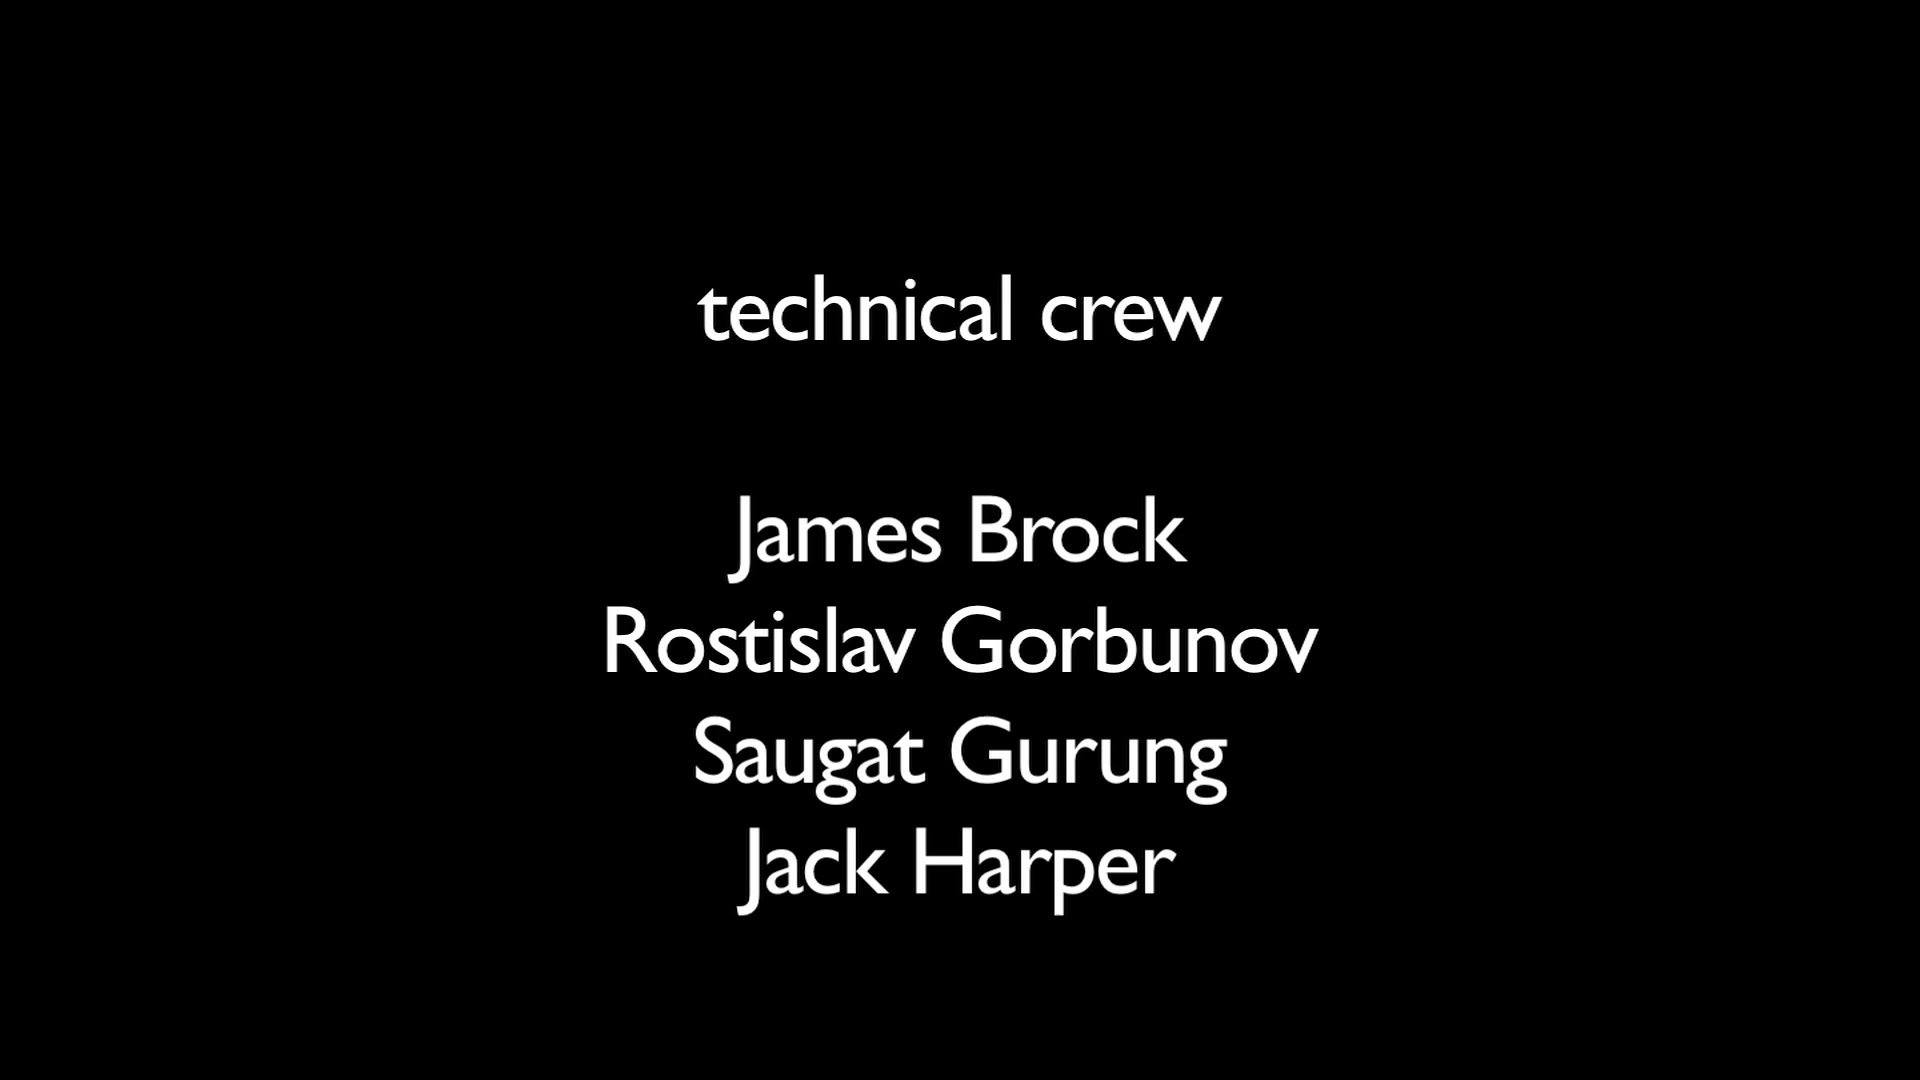 technical crew
James Brock
Rostislav Gorbunov
Saugat Gurung
Jack Harper